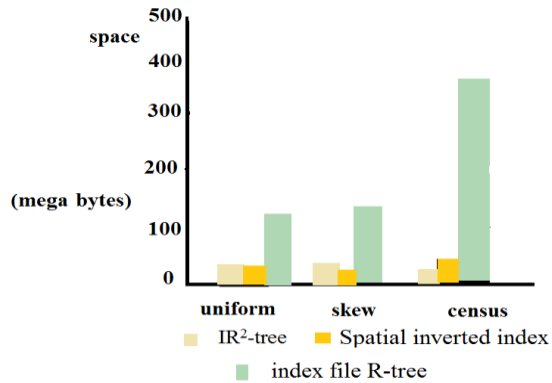 500
space
400
300
200
(mega bytes)
100
0
uniform skew census
IR²-tree Spatial inverted index
index file R-tree